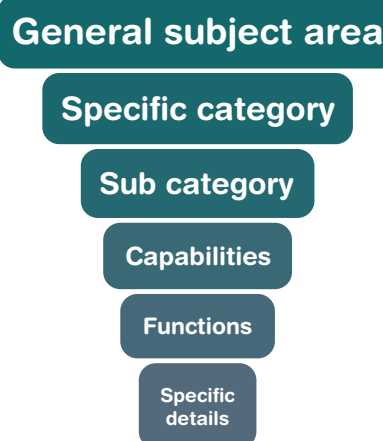 General subject area
Specific category
Sub category
Capabilities
Functions
Specific
details